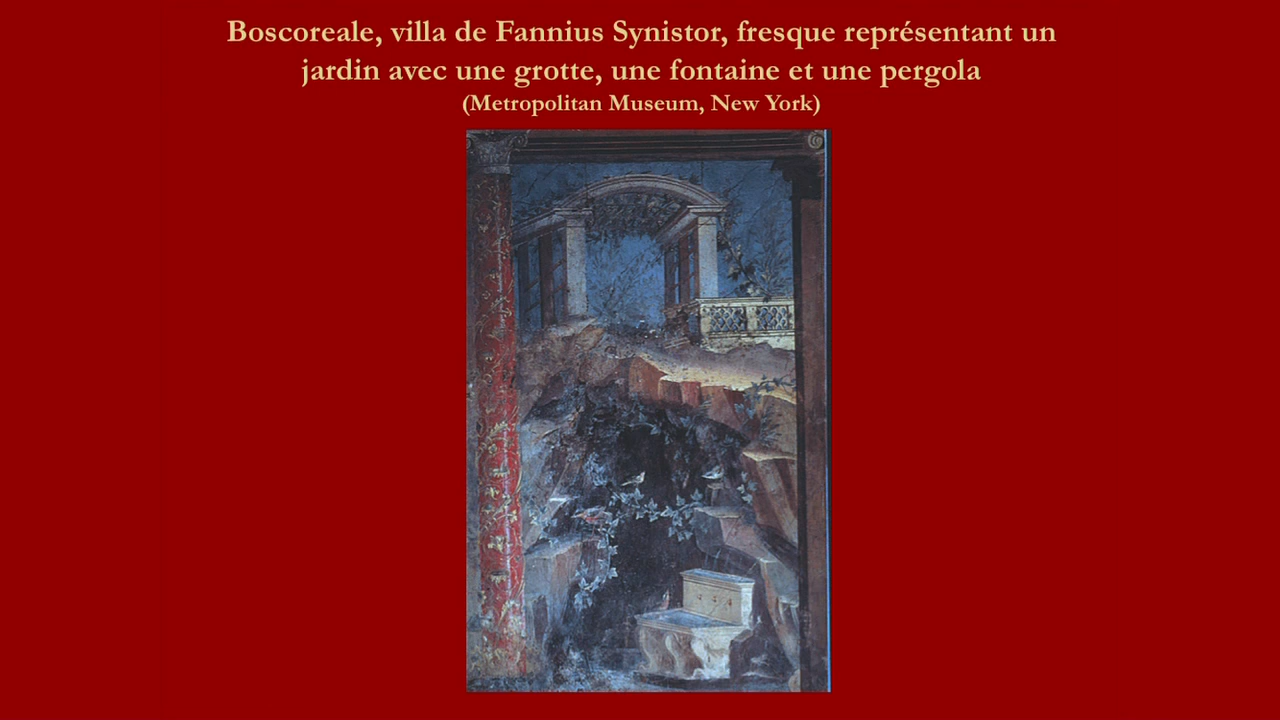 Boscoreale, villa de Fannius Synistor, fresque représentant un
jardin avec une grotte, une fontaine et une pergola
(Metropolitan Museum, New York)